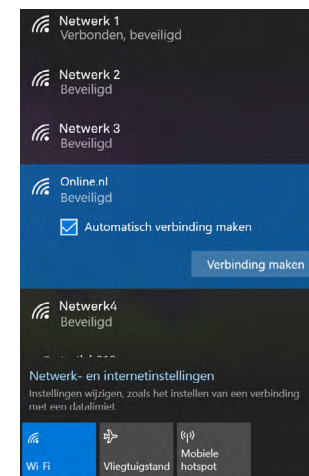 Netwerk 1
Verbonden, beveiligd
Netwerk 2
Beveiligd
Netwerk 3
Beveiligd
Online.nl
Beveiligd
Automatisch verbinding maken
Verbinding maken
Netwerk4
Beveiligd
Netwerk- en internetinstellingen
Instellingen wijzigen, zoals het instellen van een verbinding
met een datalimiet.
Wi-Fi
Vliegtuigstand
Mobiele
hotspot